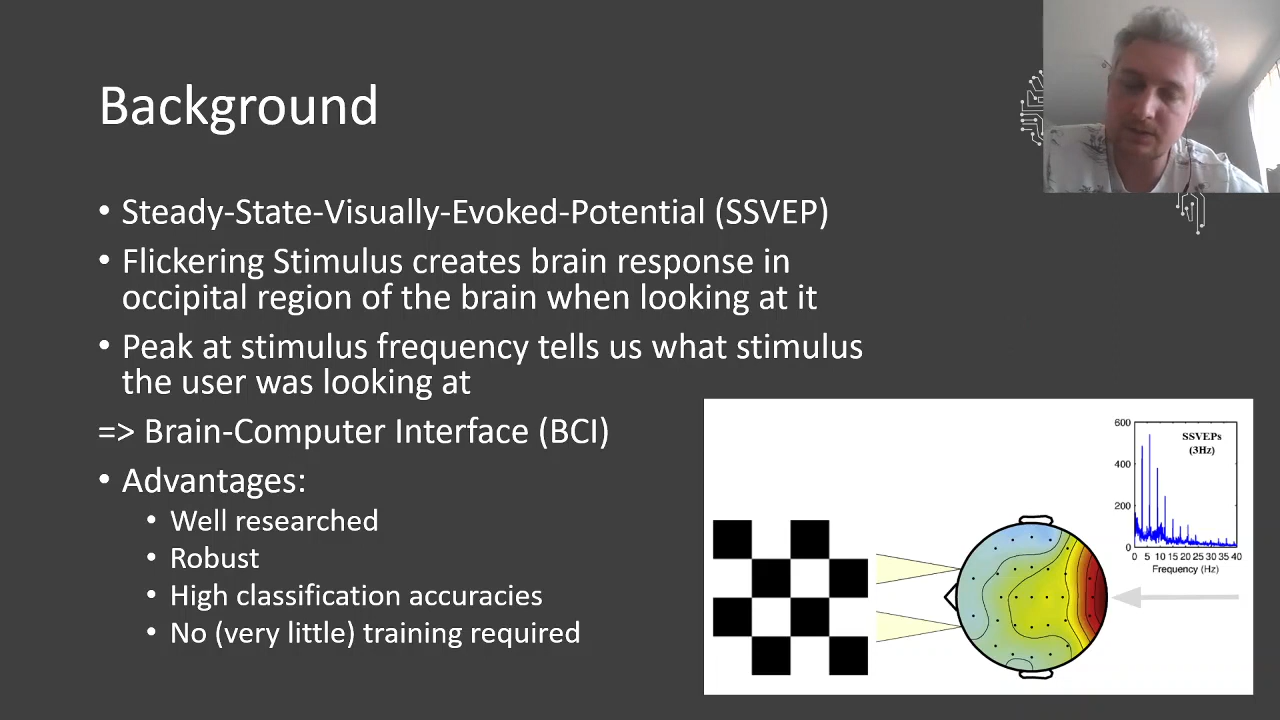 Background
• Steady-State-Visually-Evoked-Potential (SSVEP)
• Flickering Stimulus creates brain response in
occipital region of the brain when looking at it
• Peak at stimulus frequency tells us what stimulus
the user was looking at
=> Brain-Computer Interface (BCI)
• Advantages:
• Well researched
• Robust
• High classification accuracies
• No (very little) training required
600
SSVEPs
(3Hz)
400
200
0
0 5 10 15 20 25 30 35 40
Frequency (Hz)